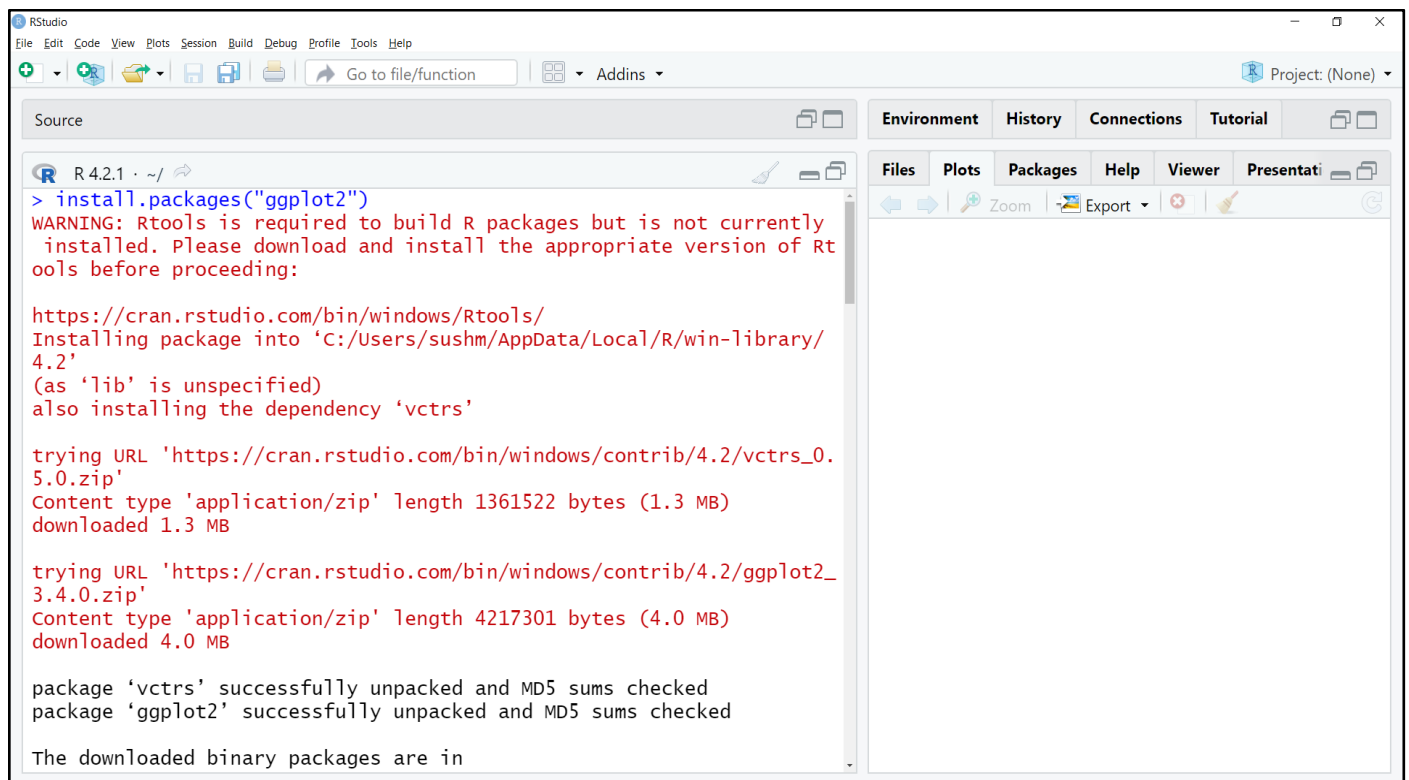 RStudio
File Edit Code View Plots Session Build Debug Profile Tools Help
Go to file/function
Addins
Project: (None)
Source
R 4.2.1 · ~/
> install.packages("ggplot2")
WARNING: Rtools is required to build R packages but is not currently
installed. Please download and install the appropriate version of Rt
ools before proceeding:
https://cran.rstudio.com/bin/windows/Rtools/
Installing package into ‘C:/Users/sushm/AppData/Local/R/win-library/
4.2’
(as ‘lib’ is unspecified)
also installing the dependency ‘vctrs’
trying URL 'https://cran.rstudio.com/bin/windows/contrib/4.2/vctrs_0.
5.0.zip'
Content type 'application/zip' length 1361522 bytes (1.3 MB)
downloaded 1.3 MB
trying URL 'https://cran.rstudio.com/bin/windows/contrib/4.2/ggplot2_
3.4.0.zip'
Content type 'application/zip' length 4217301 bytes (4.0 MB)
downloaded 4.0 MB
package ‘vctrs’ successfully unpacked and MD5 sums checked
package ‘ggplot2’ successfully unpacked and MD5 sums checked
The downloaded binary packages are in
Environment History Connections Tutorial
Files Plots Packages Help Viewer Presentati
Zoom Export